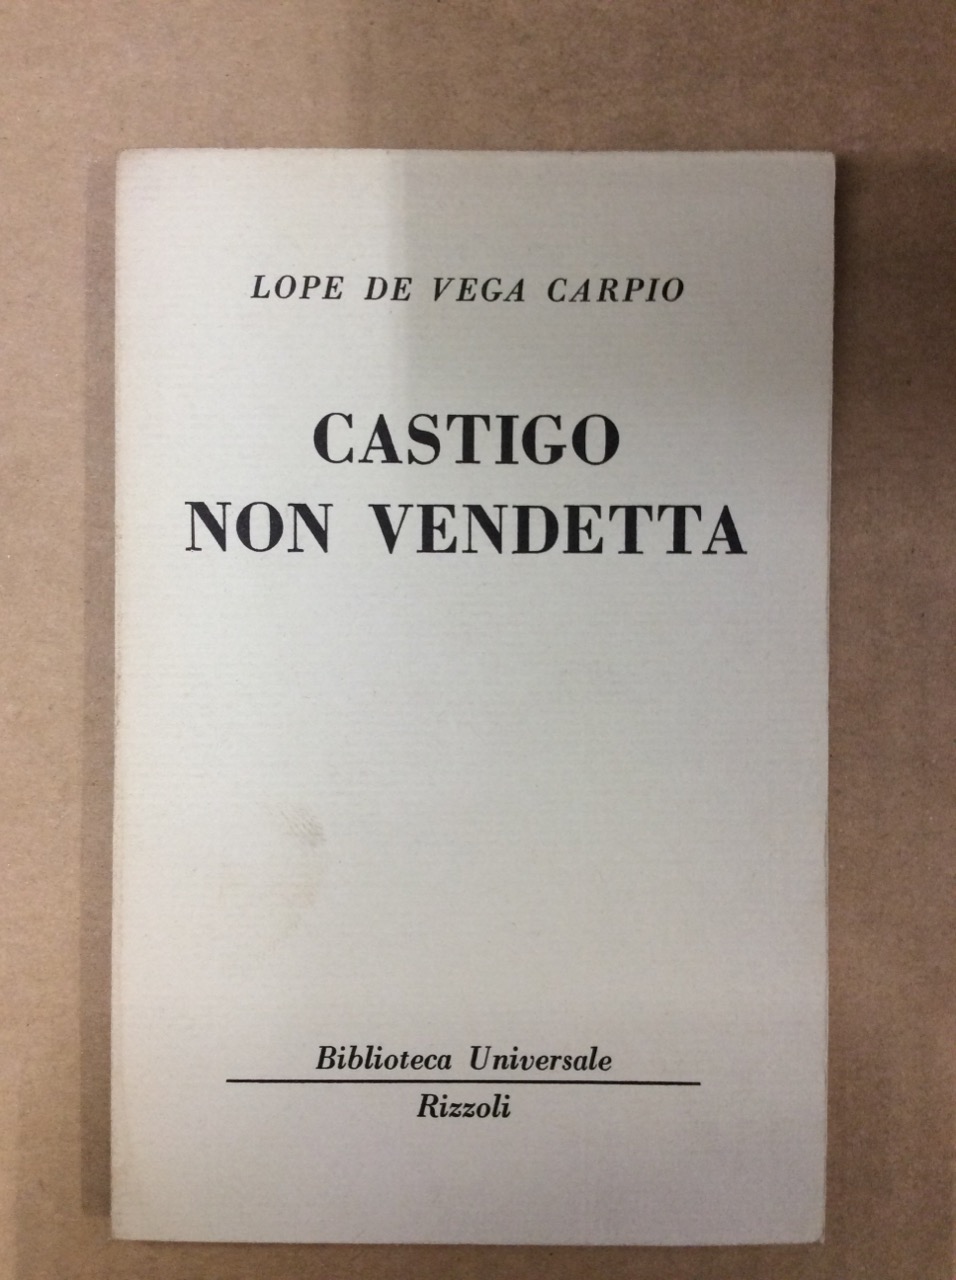 LOPE DE VEGA CARPIO
CASTIGO
NON VENDETTA
Biblioteca Universale
Rizzoli